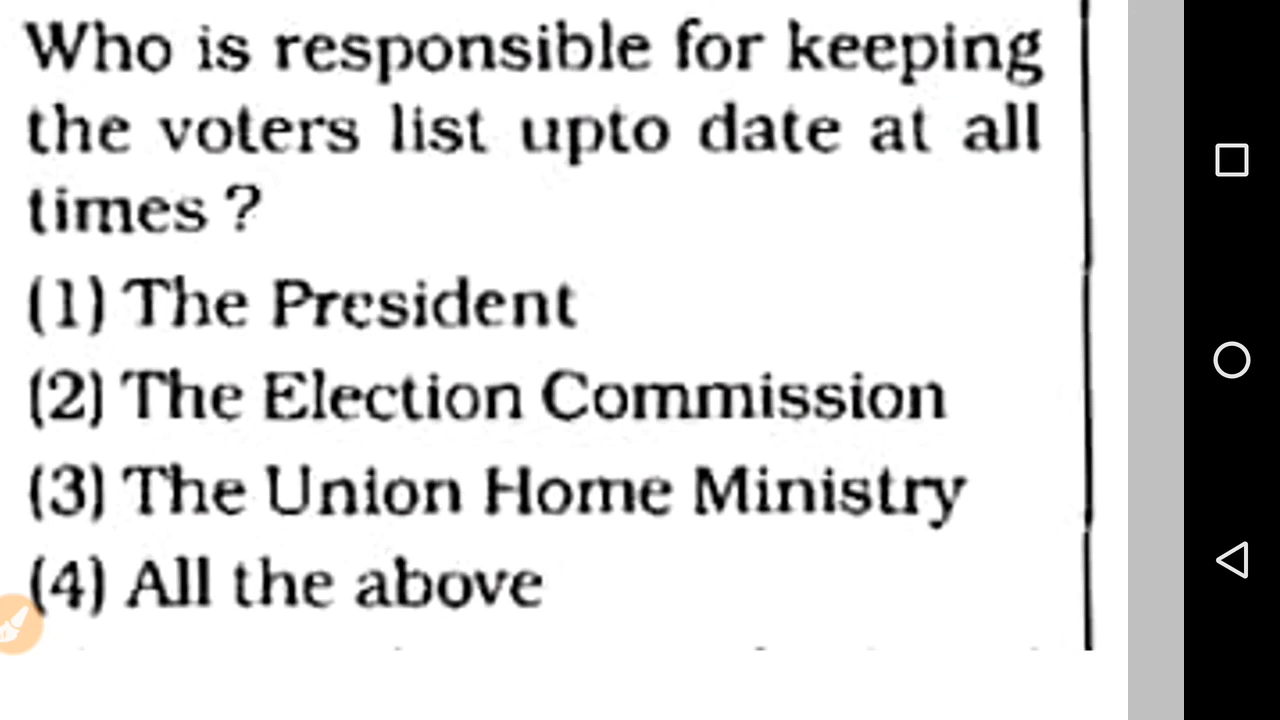 Who is responsible for keeping
the voters list upto date at all
times ?
(1) The President
(2) The Election Commission
(3) The Union Home Ministry
(4) All the above